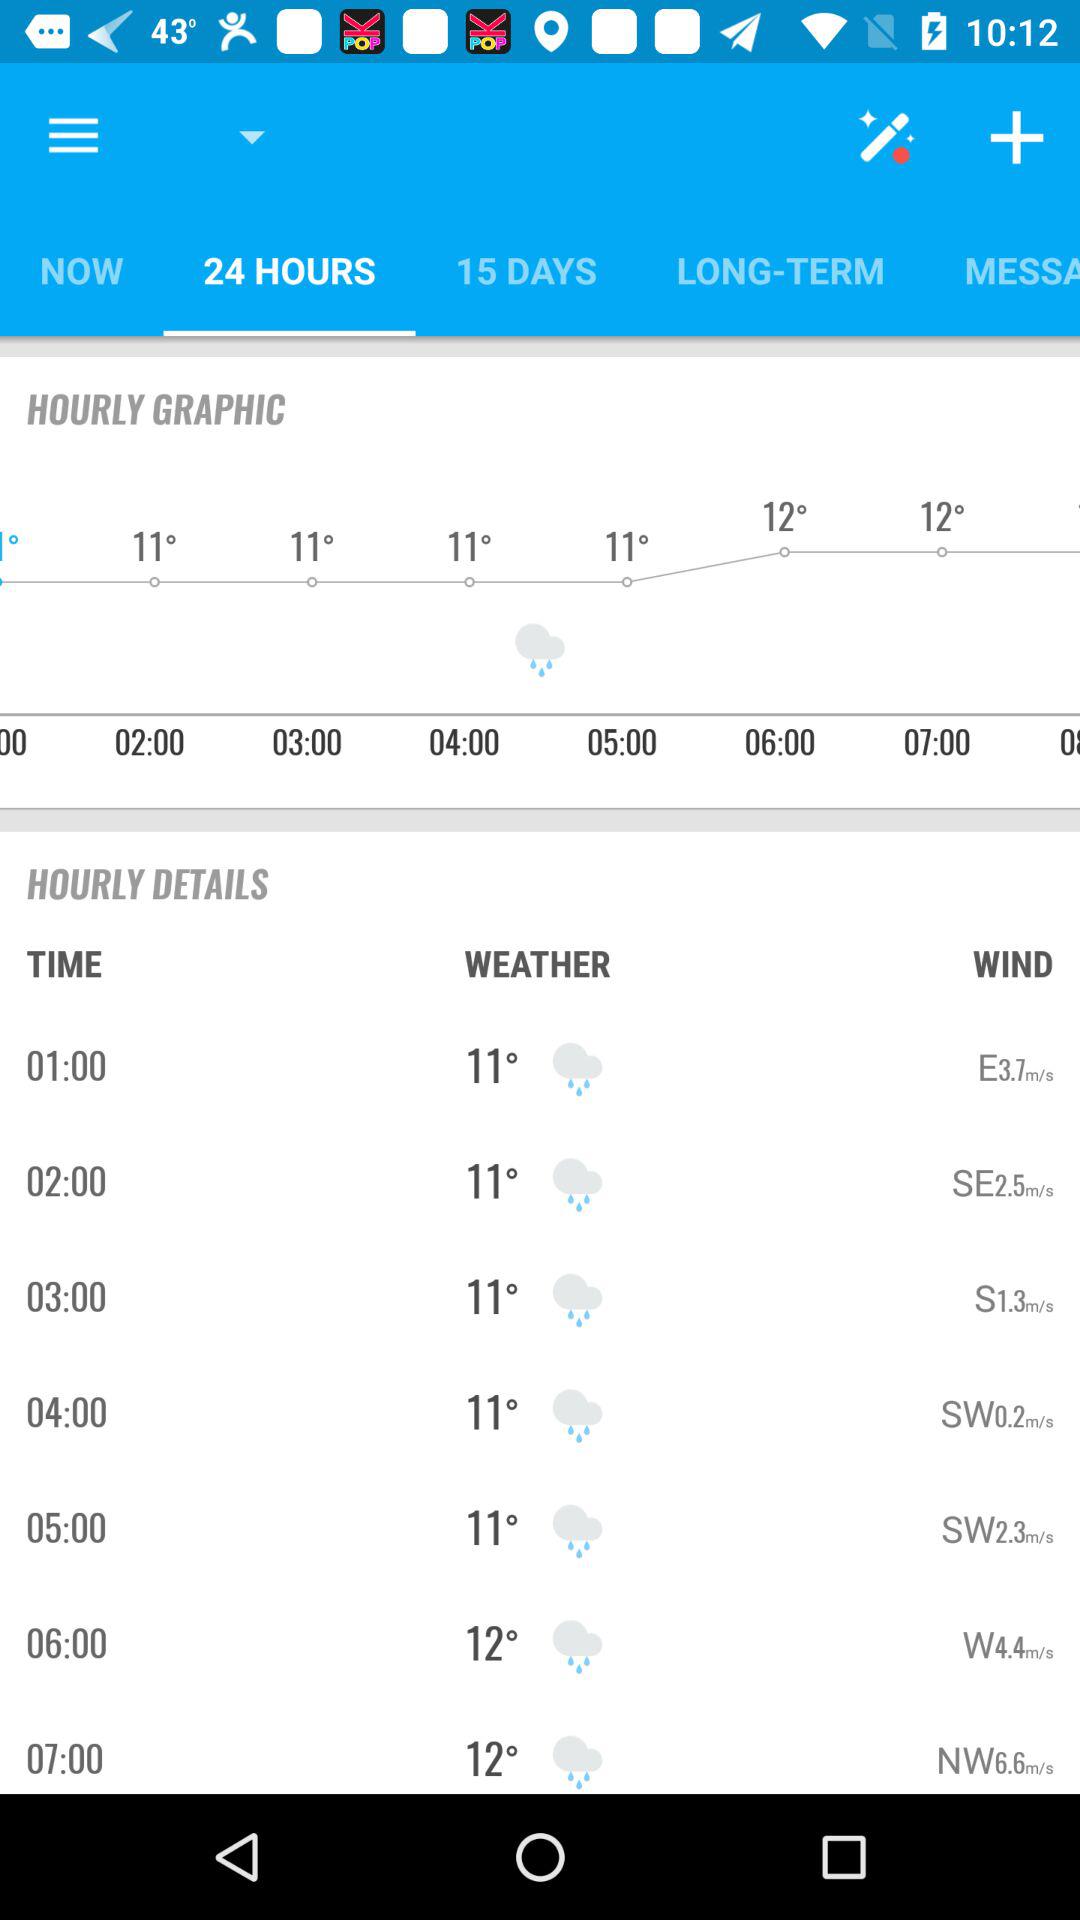 43° POP POP 10:12
NOW 24 HOURS 15 DAYS LONG-TERM MESSA
HOURLY GRAPHIC
12° 12°
1° 11° 11° 11° 11°
00 02:00 03:00 04:00 05:00 06:00 07:00 08
HOURLY DETAILS
TIME WEATHER WIND
01:00 11° E3.7m/s
02:00 11° SE2.5m/s
03:00 11° S1.3m/s
04:00 11° SW0.2m/s
05:00 11° SW2.3m/s
06:00 12° W4.4m/s
07:00 12° NW6.6m/s